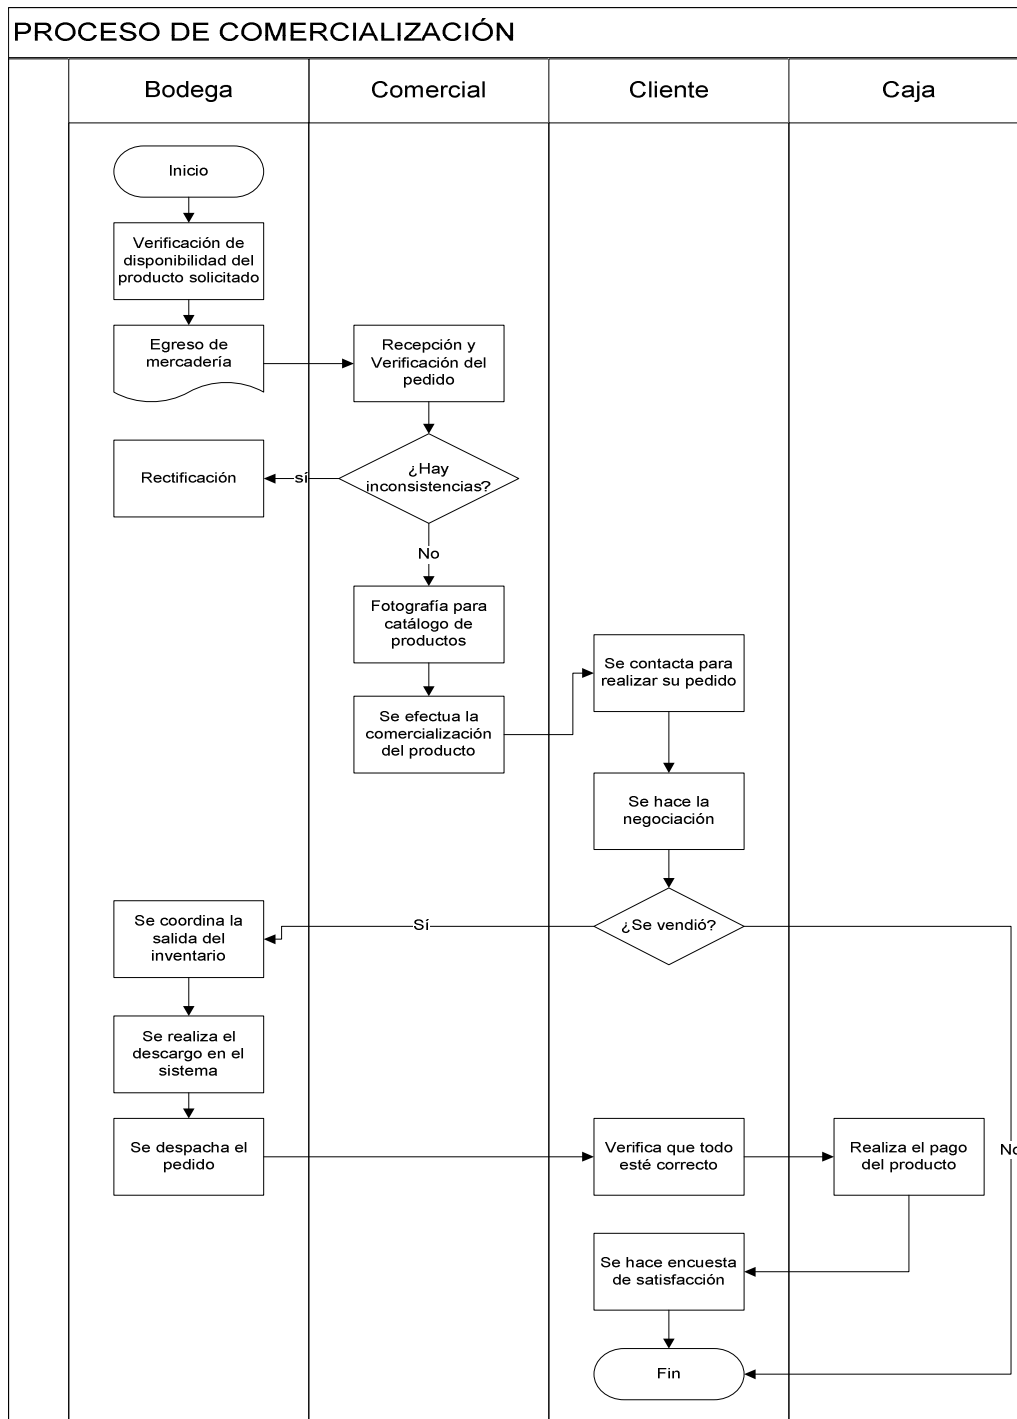 PROCESO DE COMERCIALIZACIÓN
Bodega
Comercial
Cliente
Caja
Inicio
Verificación de
disponibilidad del
producto solicitado
Egreso de
mercadería
Recepción y
Verificación del
pedido
Rectificación
sí
¿Hay
inconsistencias?
No
Fotografía para
catálogo de
productos
Se contacta para
realizar su pedido
Se efectua la
comercialización
del producto
Se hace la
negociación
Se coordina la
salida del
inventario
Sí
¿Se vendió?
Se realiza el
descargo en el
sistema
Se despacha el
pedido
Verifica que todo
esté correcto
Realiza el pago
del producto
No
Se hace encuesta
de satisfacción
Fin